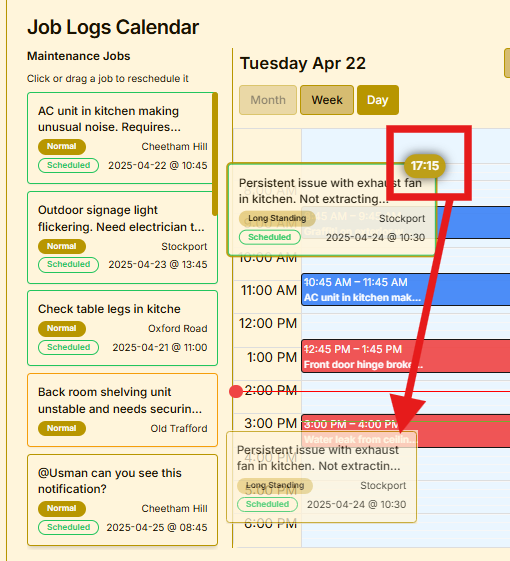 Job Logs Calendar
Maintenance Jobs
Click or drag a job to reschedule it
AC unit in kitchen making
unusual noise. Requires...
Normal
Cheetham Hill
Scheduled
2025-04-22 @ 10:45
Outdoor signage light
flickering. Need electrician t...
Normal
Stockport
Scheduled
2025-04-23 @ 13:45
Check table legs in kitche
Normal
Oxford Road
Scheduled
2025-04-21 @ 11:00
Back room shelving unit
unstable and needs securin...
Normal
Old Trafford
@Usman can you see this
notification?
Normal
Cheetham Hill
Scheduled
2025-04-25 @ 08:45
Tuesday Apr 22
Month
Week
Day
17:15
Persistent issue with exhaust fan
in kitchen. Not extracting...
Long Standing
Stockport
Scheduled
2025-04-24 @ 10:30
10:00 AM
11:00 AM
10:45 AM – 11:45 AM
AC unit in kitchen mak...
12:00 PM
1:00 PM
12:45 PM – 1:45 PM
Front door hinge broke...
2:00 PM
3:00 PM
3:00 PM – 4:00 PM
Water leak from ceilin...
4:00 PM
Persistent issue with exhaust
fan in kitchen. Not extractin...
Long Standing
Stockport
5:00 PM
Scheduled
2025-04-24 @ 10:30
6:00 PM